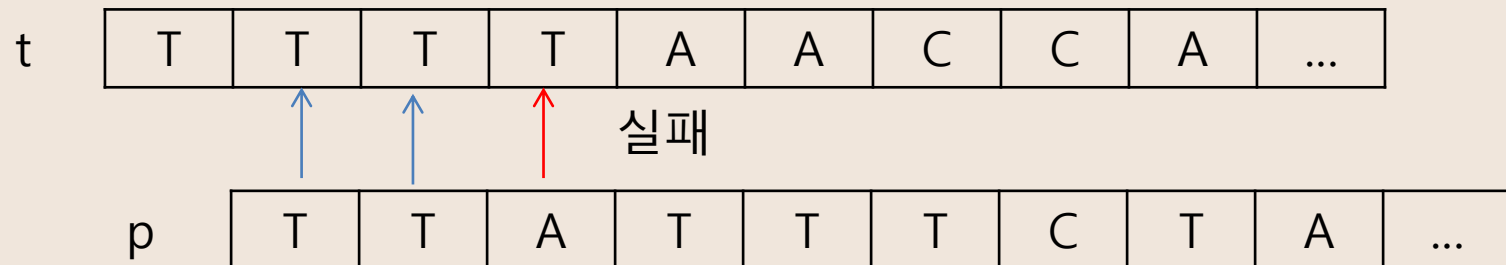 t T T T T A A C C A ...
실패
p T T A T T T C T A ...